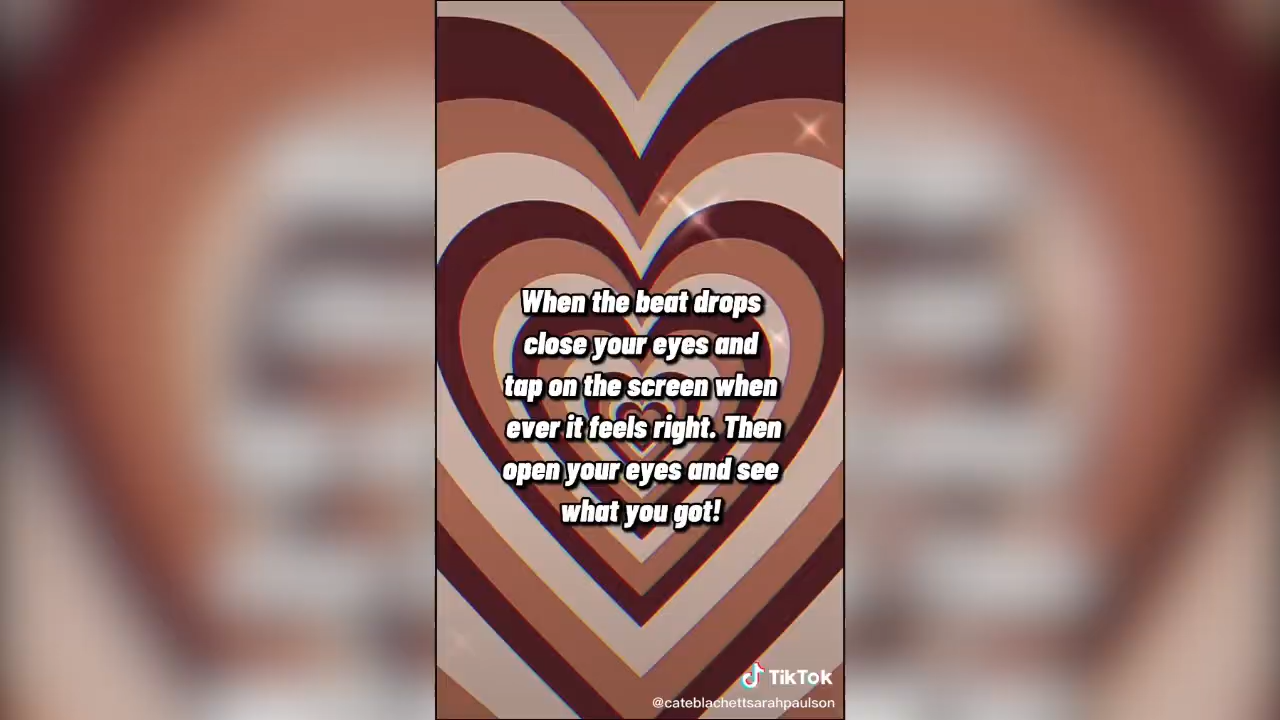 When the beat drops
close your eyes and
tap on the screen when
ever it feels right. Then
open your eyes and see
what you got!
TikTok
@cateblachettsarahpaulson